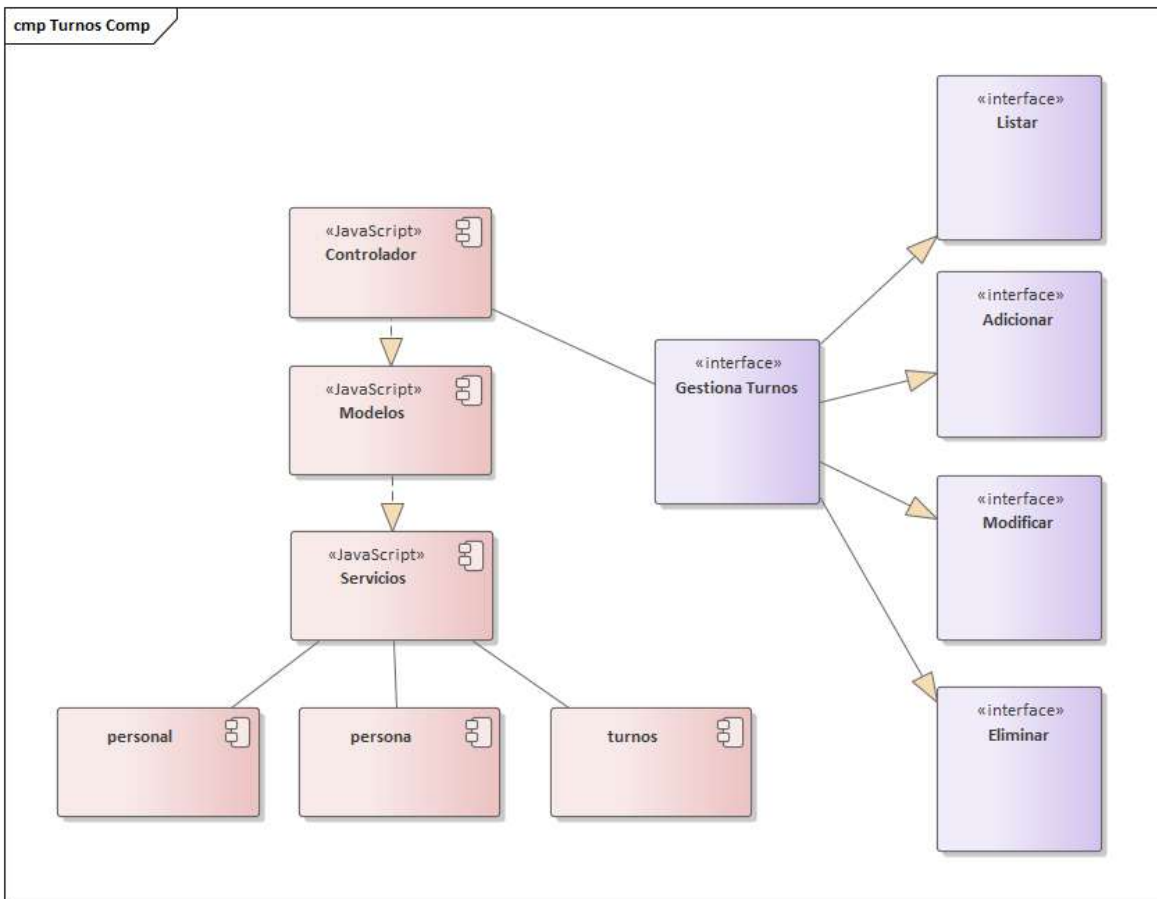 cmp Turnos Comp
«interface»
Listar
«JavaScript»
Controlador
«interface»
Adicionar
«interface»
Gestiona Turnos
«JavaScript»
Modelos
«interface»
Modificar
«JavaScript»
Servicios
personal
persona
turnos
«interface»
Eliminar